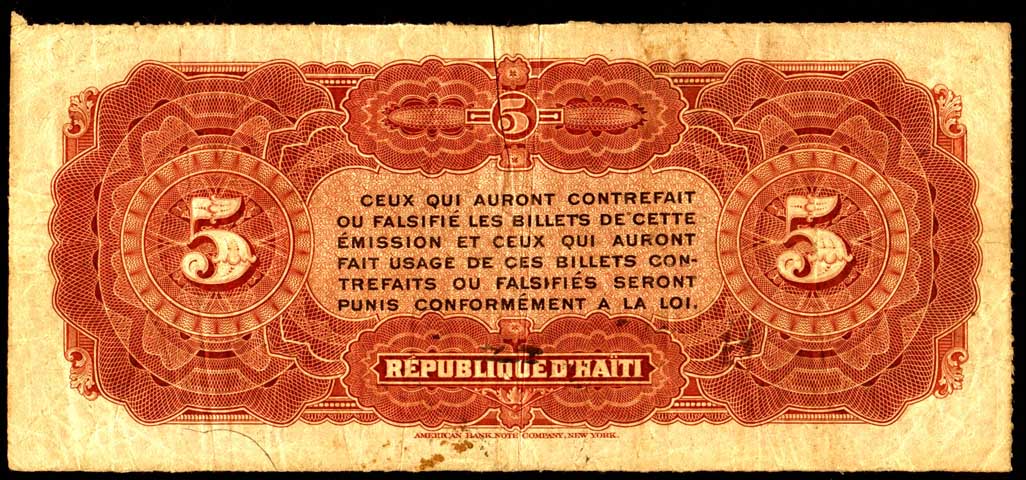 5
5
5
CEUX QUI AURONT CONTREFAIT
OU FALSIFIÉ LES BILLETS DE CETTE
ÉMISSION ET CEUX QUI AURONT
FAIT USAGE DE CES BILLETS CON-
TREFAITS OU FALSIFIÉS SERONT
PUNIS CONFORMÉMENT A LA LOI.
RÉPUBLIQUE D'HAÏTI
AMERICAN BANK NOTE COMPANY, NEW YORK.